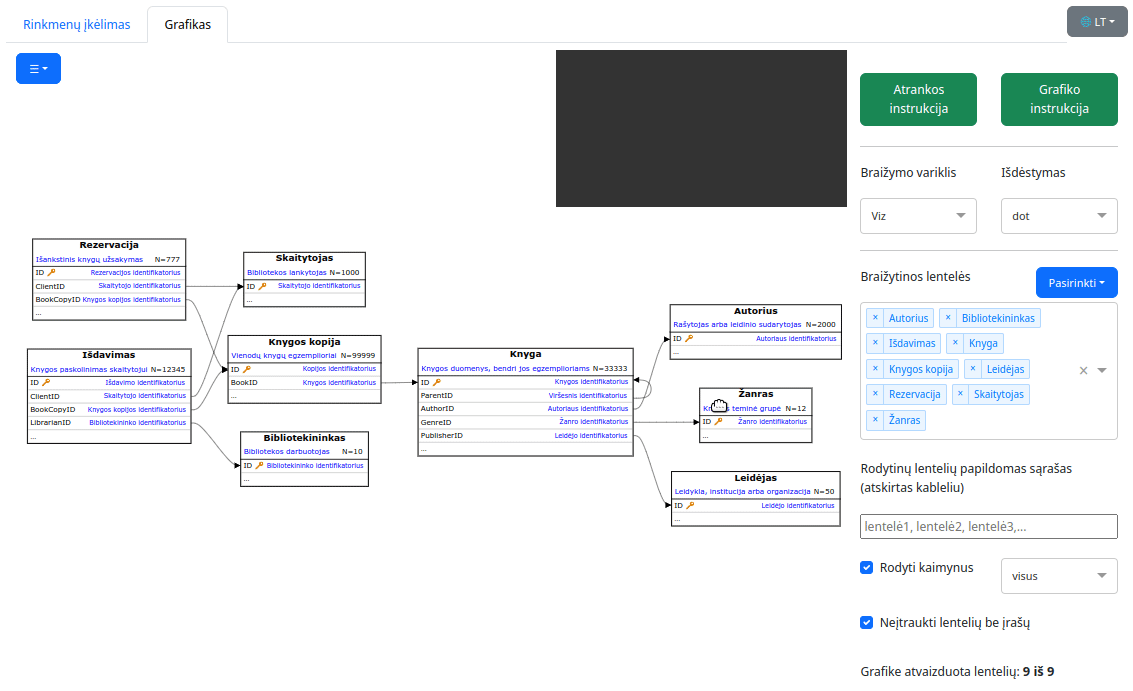 Rinkmenų įkėlimas
Grafikas
LT
Atrankos
instrukcija
Grafiko
instrukcija
Braižymo variklis
Išdėstymas
Viz
dot
Braižytinos lentelės
Pasirinkti
× Autorius
× Bibliotekininkas
× Išdavimas
× Knyga
× Knygos kopija
× Leidėjas
× Rezervacija
× Skaitytojas
× Žanras
Rodytinų lentelių papildomas sąrašas
(atskirtas kableliu)
lentelė1, lentelė2, lentelė3,...
Rodyti kaimynus
visus
Neįtraukti lentelių be įrašų
Grafike atvaizduota lentelių: 9 iš 9
Rezervacija
Išankstinis knygų užsakymas N=777
ID Rezervacijos identifikatorius
ClientID Skaitytojo identifikatorius
BookCopyID Knygos kopijos identifikatorius
...
Skaitytojas
Bibliotekos lankytojas N=1000
ID Skaitytojo identifikatorius
...
Išdavimas
Knygos paskolinimas skaitytojui N=12345
ID Išdavimo identifikatorius
ClientID Skaitytojo identifikatorius
BookCopyID Knygos kopijos identifikatorius
LibrarianID Bibliotekininko identifikatorius
...
Knygos kopija
Vienodų knygų egzemplioriai N=99999
ID Kopijos identifikatorius
BookID Knygos identifikatorius
...
Bibliotekininkas
Bibliotekos darbuotojas N=10
ID Bibliotekininko identifikatorius
...
Knyga
Knygos duomenys, bendri jos egzemplioriams N=33333
ID Knygos identifikatorius
ParentID Viršesnis identifikatorius
AuthorID Autoriaus identifikatorius
GenreID Žanro identifikatorius
PublisherID Leidėjo identifikatorius
...
Autorius
Rašytojas arba leidinio sudarytojas N=2000
ID Autoriaus identifikatorius
...
Žanras
teminė grupė N=12
ID Žanro identifikatorius
...
Leidėjas
Leidykla, institucija arba organizacija N=50
ID Leidėjo identifikatorius
...